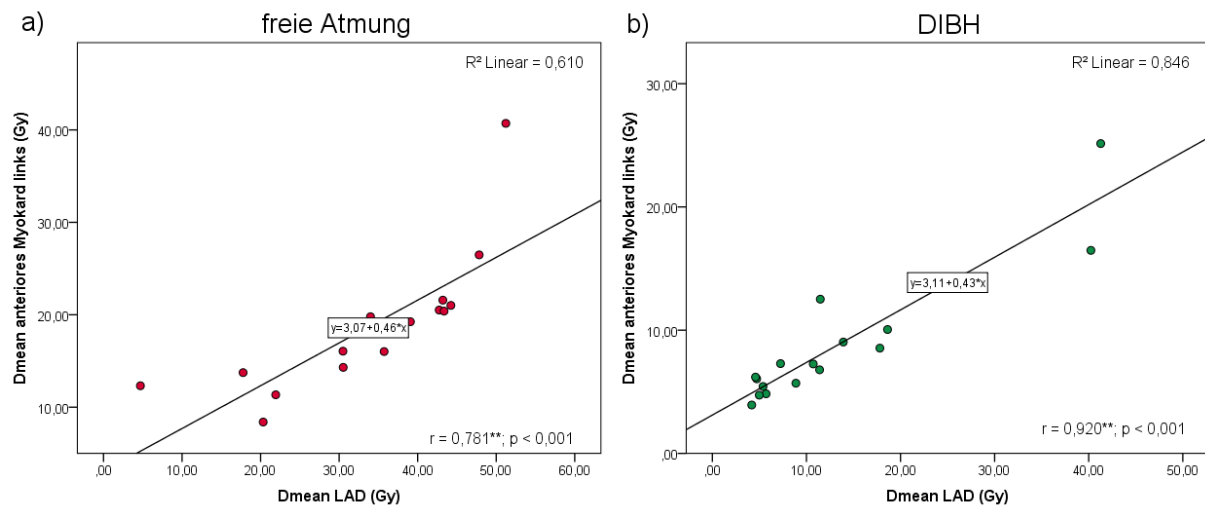 a)
freie Atmung
R² Linear = 0,610
Dmean anteriores Myokard links (Gy)
40,00
30,00
20,00
10,00
y=3,07+0,46*x
r = 0,781**; p < 0,001
,00
10,00
20,00
30,00
40,00
50,00
60,00
Dmean LAD (Gy)
b)
DIBH
R² Linear = 0,846
Dmean anteriores Myokard links (Gy)
30,00
20,00
10,00
,00
y=3,11+0,43*x
r = 0,920**; p < 0,001
,00
10,00
20,00
30,00
40,00
50,00
Dmean LAD (Gy)